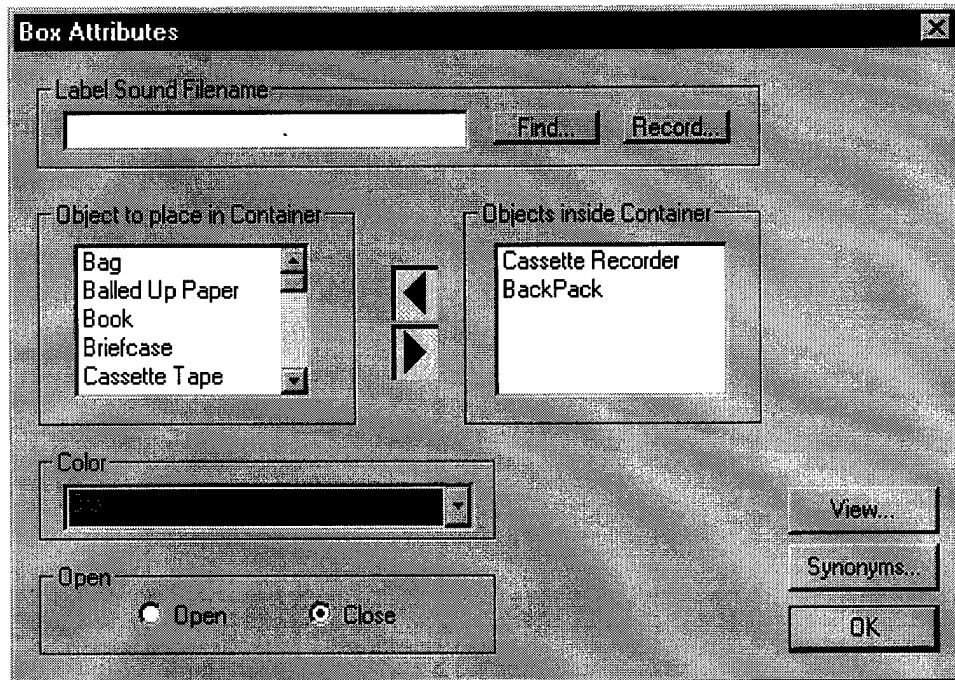 Box Attributes
Label Sound Filename
Find... Record...
Object to place in Container
Bag
Balled Up Paper
Book
Briefcase
Cassette Tape
Objects inside Container
Cassette Recorder
BackPack
Color
Open
Open Close
View...
Synonyms...
OK